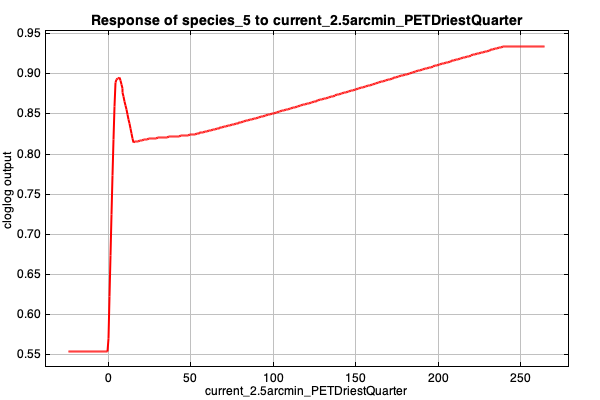 Response of species_5 to current_2.5arcmin_PETDriestQuarter
0.95
0.90
0.85
0.80
0.75
0.70
0.65
0.60
0.55
cloglog output
0 50 100 150 200 250
current_2.5arcmin_PETDriestQuarter